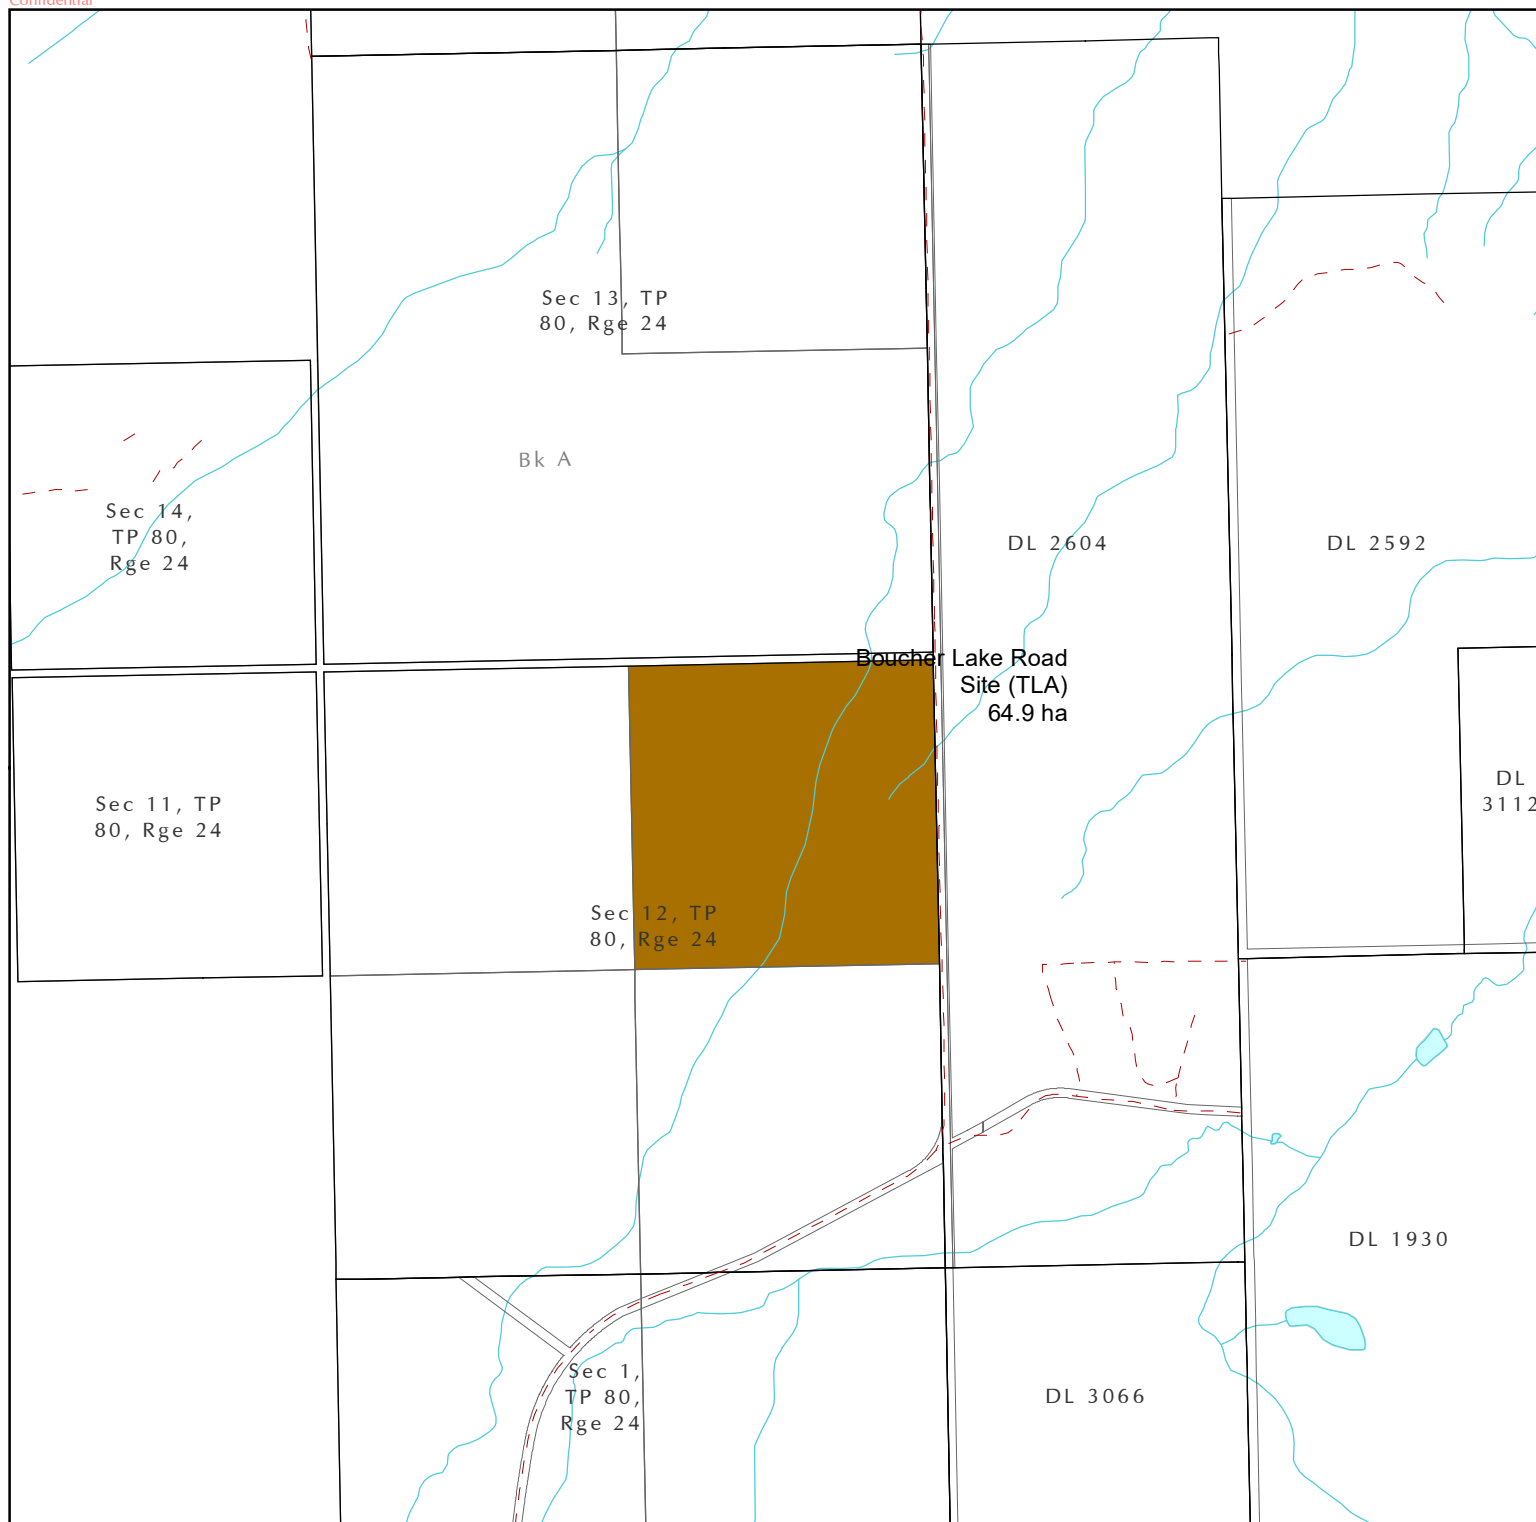 Confidential
Sec 13, TP
80, Rge 24
Bk A
Sec 14,
TP 80,
Rge 24
DL 2604
DL 2592
Boucher Lake Road
Site (TLA)
64.9 ha
Sec 11, TP
80, Rge 24
DL
3112
Sec 12, TP
80, Rge 24
DL 1930
Sec 1,
TP 80,
Rge 24
DL 3066